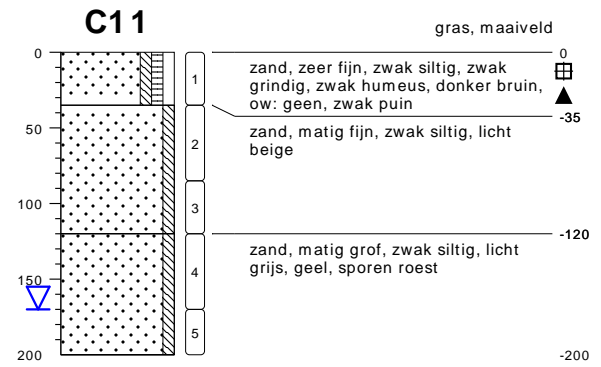 C11
gras, maaiveld
0
0
zand, zeer fijn, zwak siltig, zwak
grindig, zwak humeus, donker bruin,
ow: geen, zwak puin
1
-35
50
zand, matig fijn, zwak siltig, licht
beige
2
100
3
-120
zand, matig grof, zwak siltig, licht
grijs, geel, sporen roest
4
150
5
200
-200